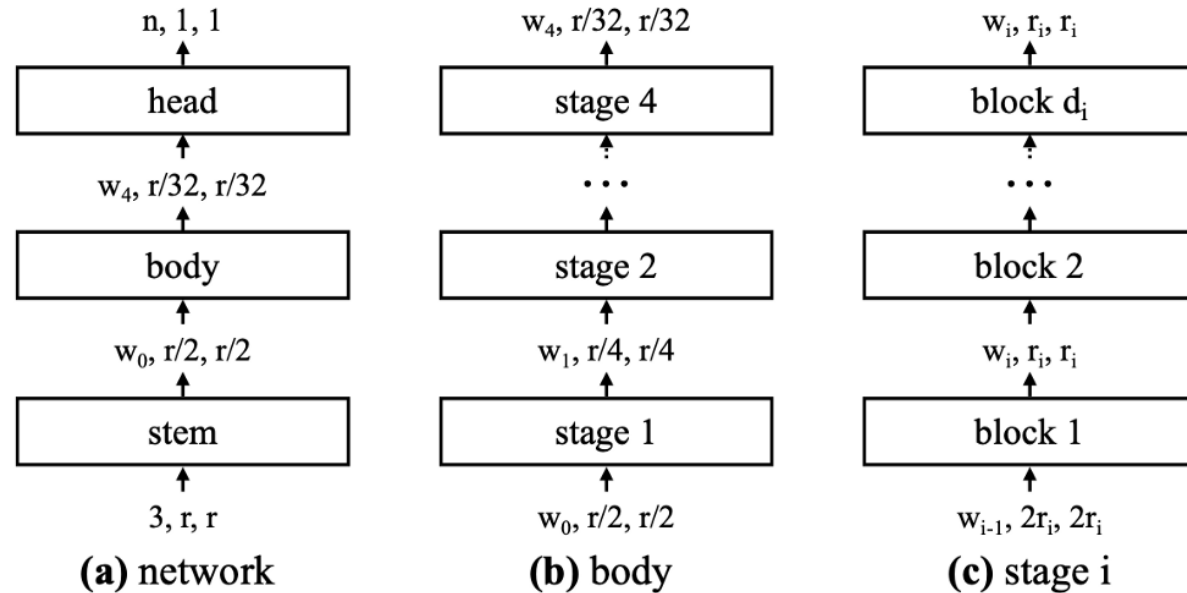 n, 1, 1
head
w₄, r/32, r/32
body
w₀, r/2, r/2
stem
3, r, r
(a) network
w₄, r/32, r/32
stage 4
...
stage 2
w₁, r/4, r/4
stage 1
w₀, r/2, r/2
(b) body
wᵢ, rᵢ, rᵢ
block dᵢ
...
block 2
wᵢ, rᵢ, rᵢ
block 1
wᵢ₋₁, 2rᵢ, 2rᵢ
(c) stage i